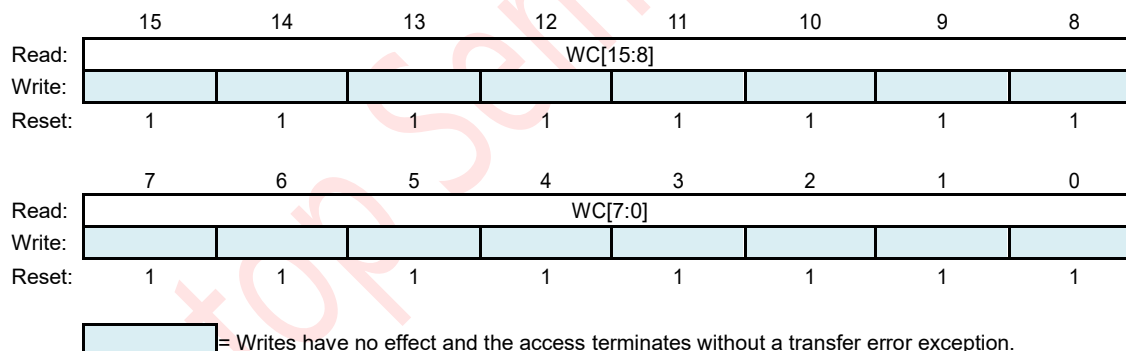 15 14 13 12 11 10 9 8
Read: WC[15:8]
Write:
Reset: 1 1 1 1 1 1 1 1
7 6 5 4 3 2 1 0
Read: WC[7:0]
Write:
Reset: 1 1 1 1 1 1 1 1
= Writes have no effect and the access terminates without a transfer error exception.